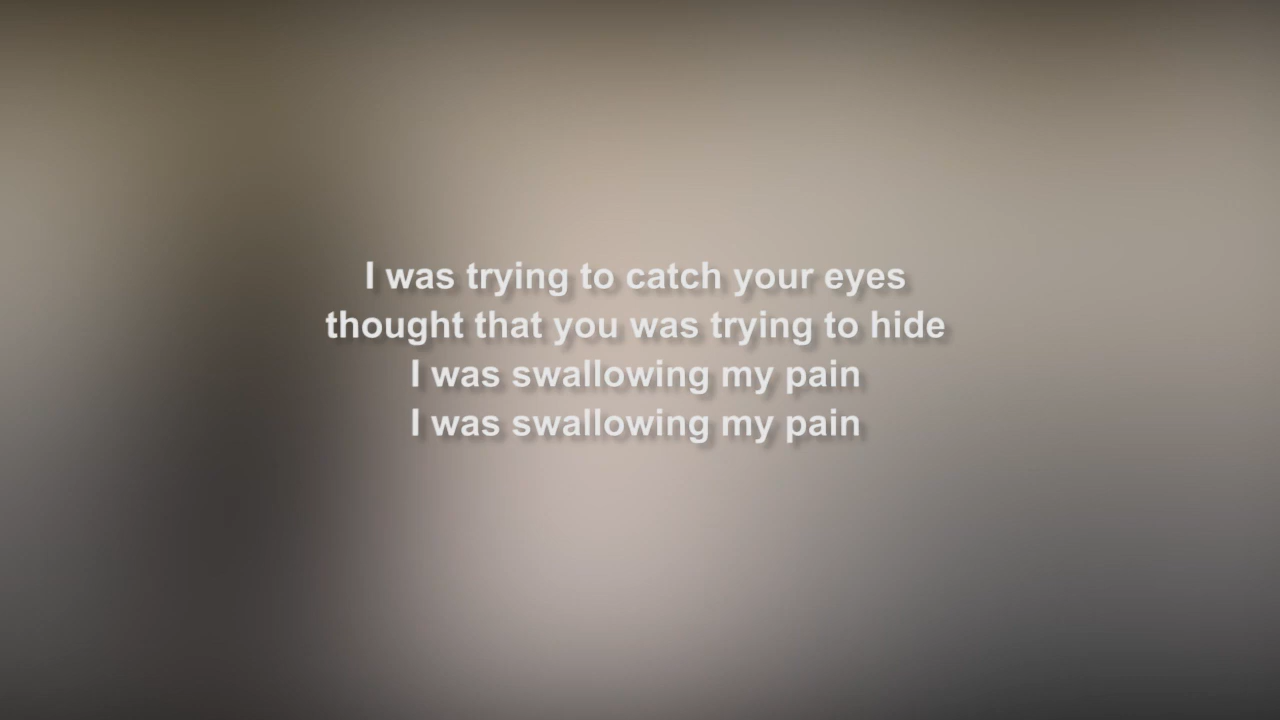 I was trying to catch your eyes
thought that you was trying to hide
I was swallowing my pain
I was swallowing my pain